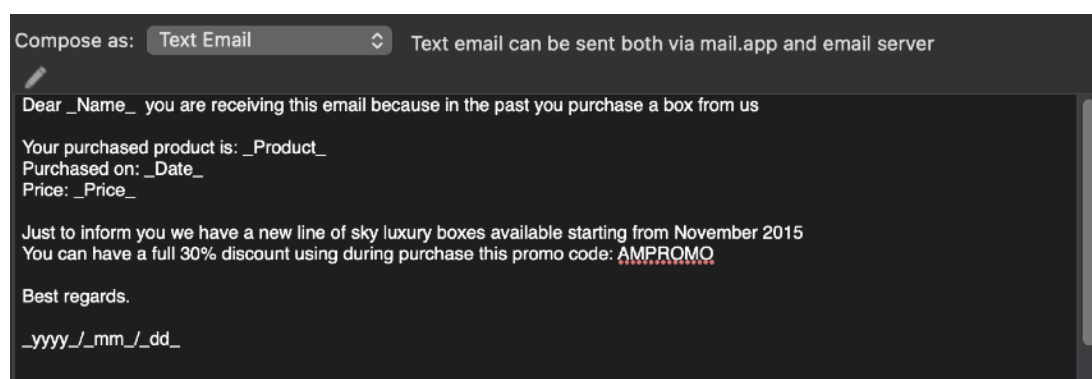 Compose as: Text Email Text email can be sent both via mail.app and email server
Dear _Name_  you are receiving this email because in the past you purchase a box from us
Your purchased product is: _Product_
Purchased on: _Date_
Price: _Price_
Just to inform you we have a new line of sky luxury boxes available starting from November 2015
You can have a full 30% discount using during purchase this promo code: AMPROMO
Best regards.
_yyyy_/_mm_/_dd_